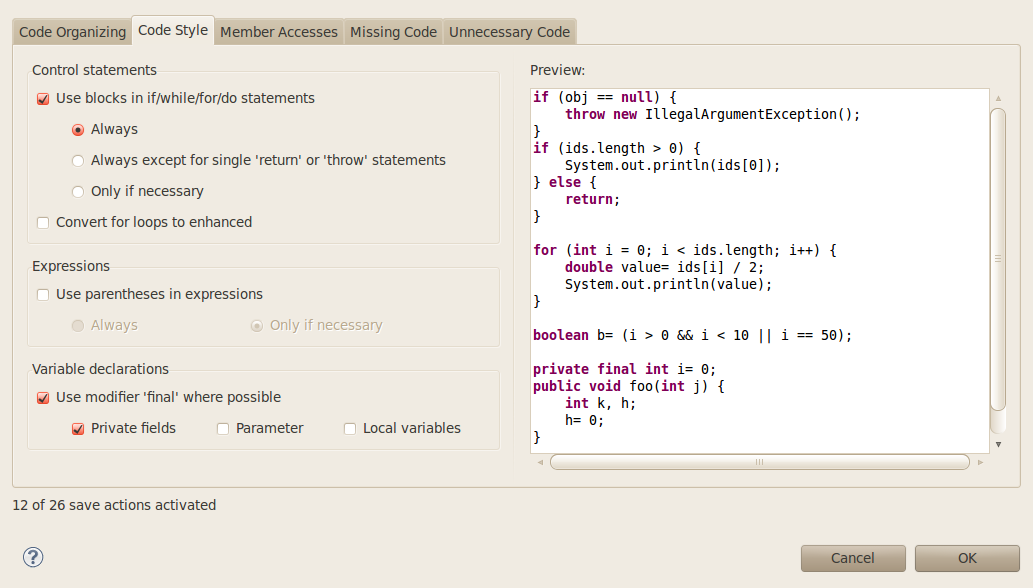 Code Organizing Code Style Member Accesses Missing Code Unnecessary Code
Control statements
Use blocks in if/while/for/do statements
Always
Always except for single 'return' or 'throw' statements
Only if necessary
Convert for loops to enhanced
Expressions
Use parentheses in expressions
Always Only if necessary
Variable declarations
Use modifier 'final' where possible
Private fields Parameter Local variables
Preview:
if (obj == null) {
    throw new IllegalArgumentException();
}
if (ids.length > 0) {
    System.out.println(ids[0]);
} else {
    return;
}
for (int i = 0; i < ids.length; i++) {
    double value= ids[i] / 2;
    System.out.println(value);
}
boolean b= (i > 0 && i < 10 || i == 50);
private final int i= 0;
public void foo(int j) {
    int k, h;
    h= 0;
}
12 of 26 save actions activated
?
Cancel OK